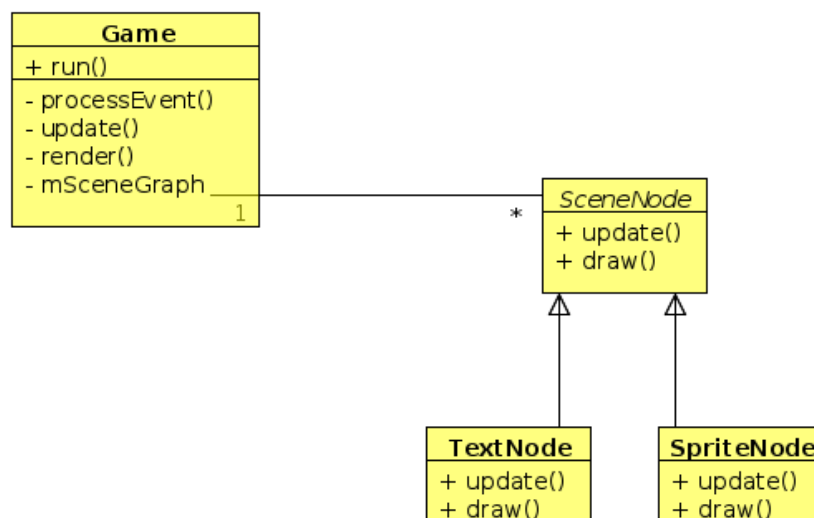 Game
+ run()
- processEvent()
- update()
- render()
- mSceneGraph
1
*
SceneNode
+ update()
+ draw()
TextNode
+ update()
+ draw()
SpriteNode
+ update()
+ draw()